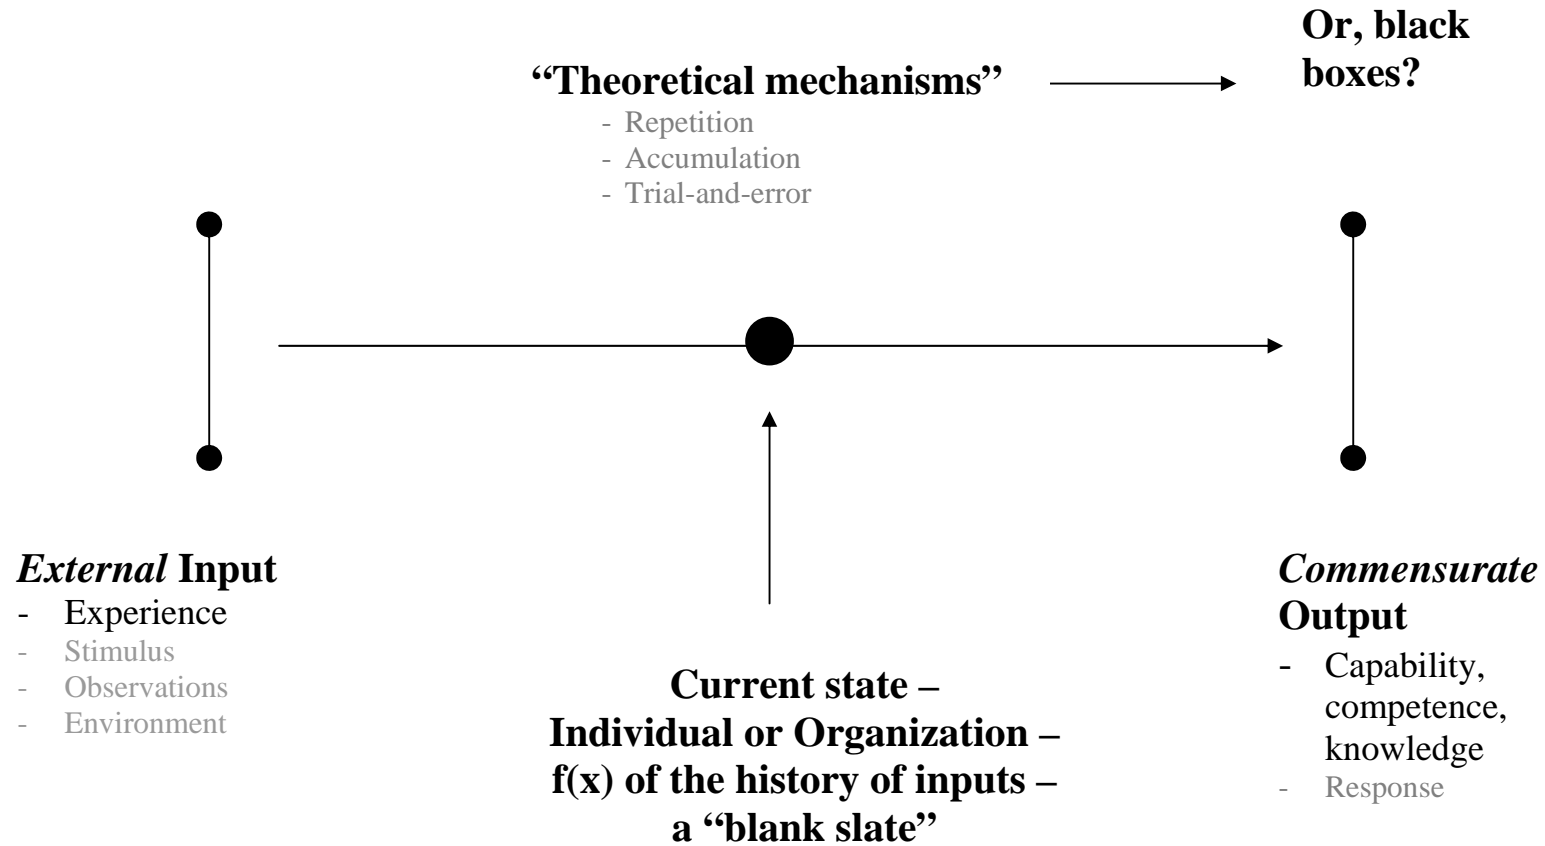 Or, black
boxes?
“Theoretical mechanisms”
- Repetition
- Accumulation
- Trial-and-error
External Input
- Experience
- Stimulus
- Observations
- Environment
Current state –
Individual or Organization –
f(x) of the history of inputs –
a “blank slate”
Commensurate
Output
- Capability,
competence,
knowledge
- Response